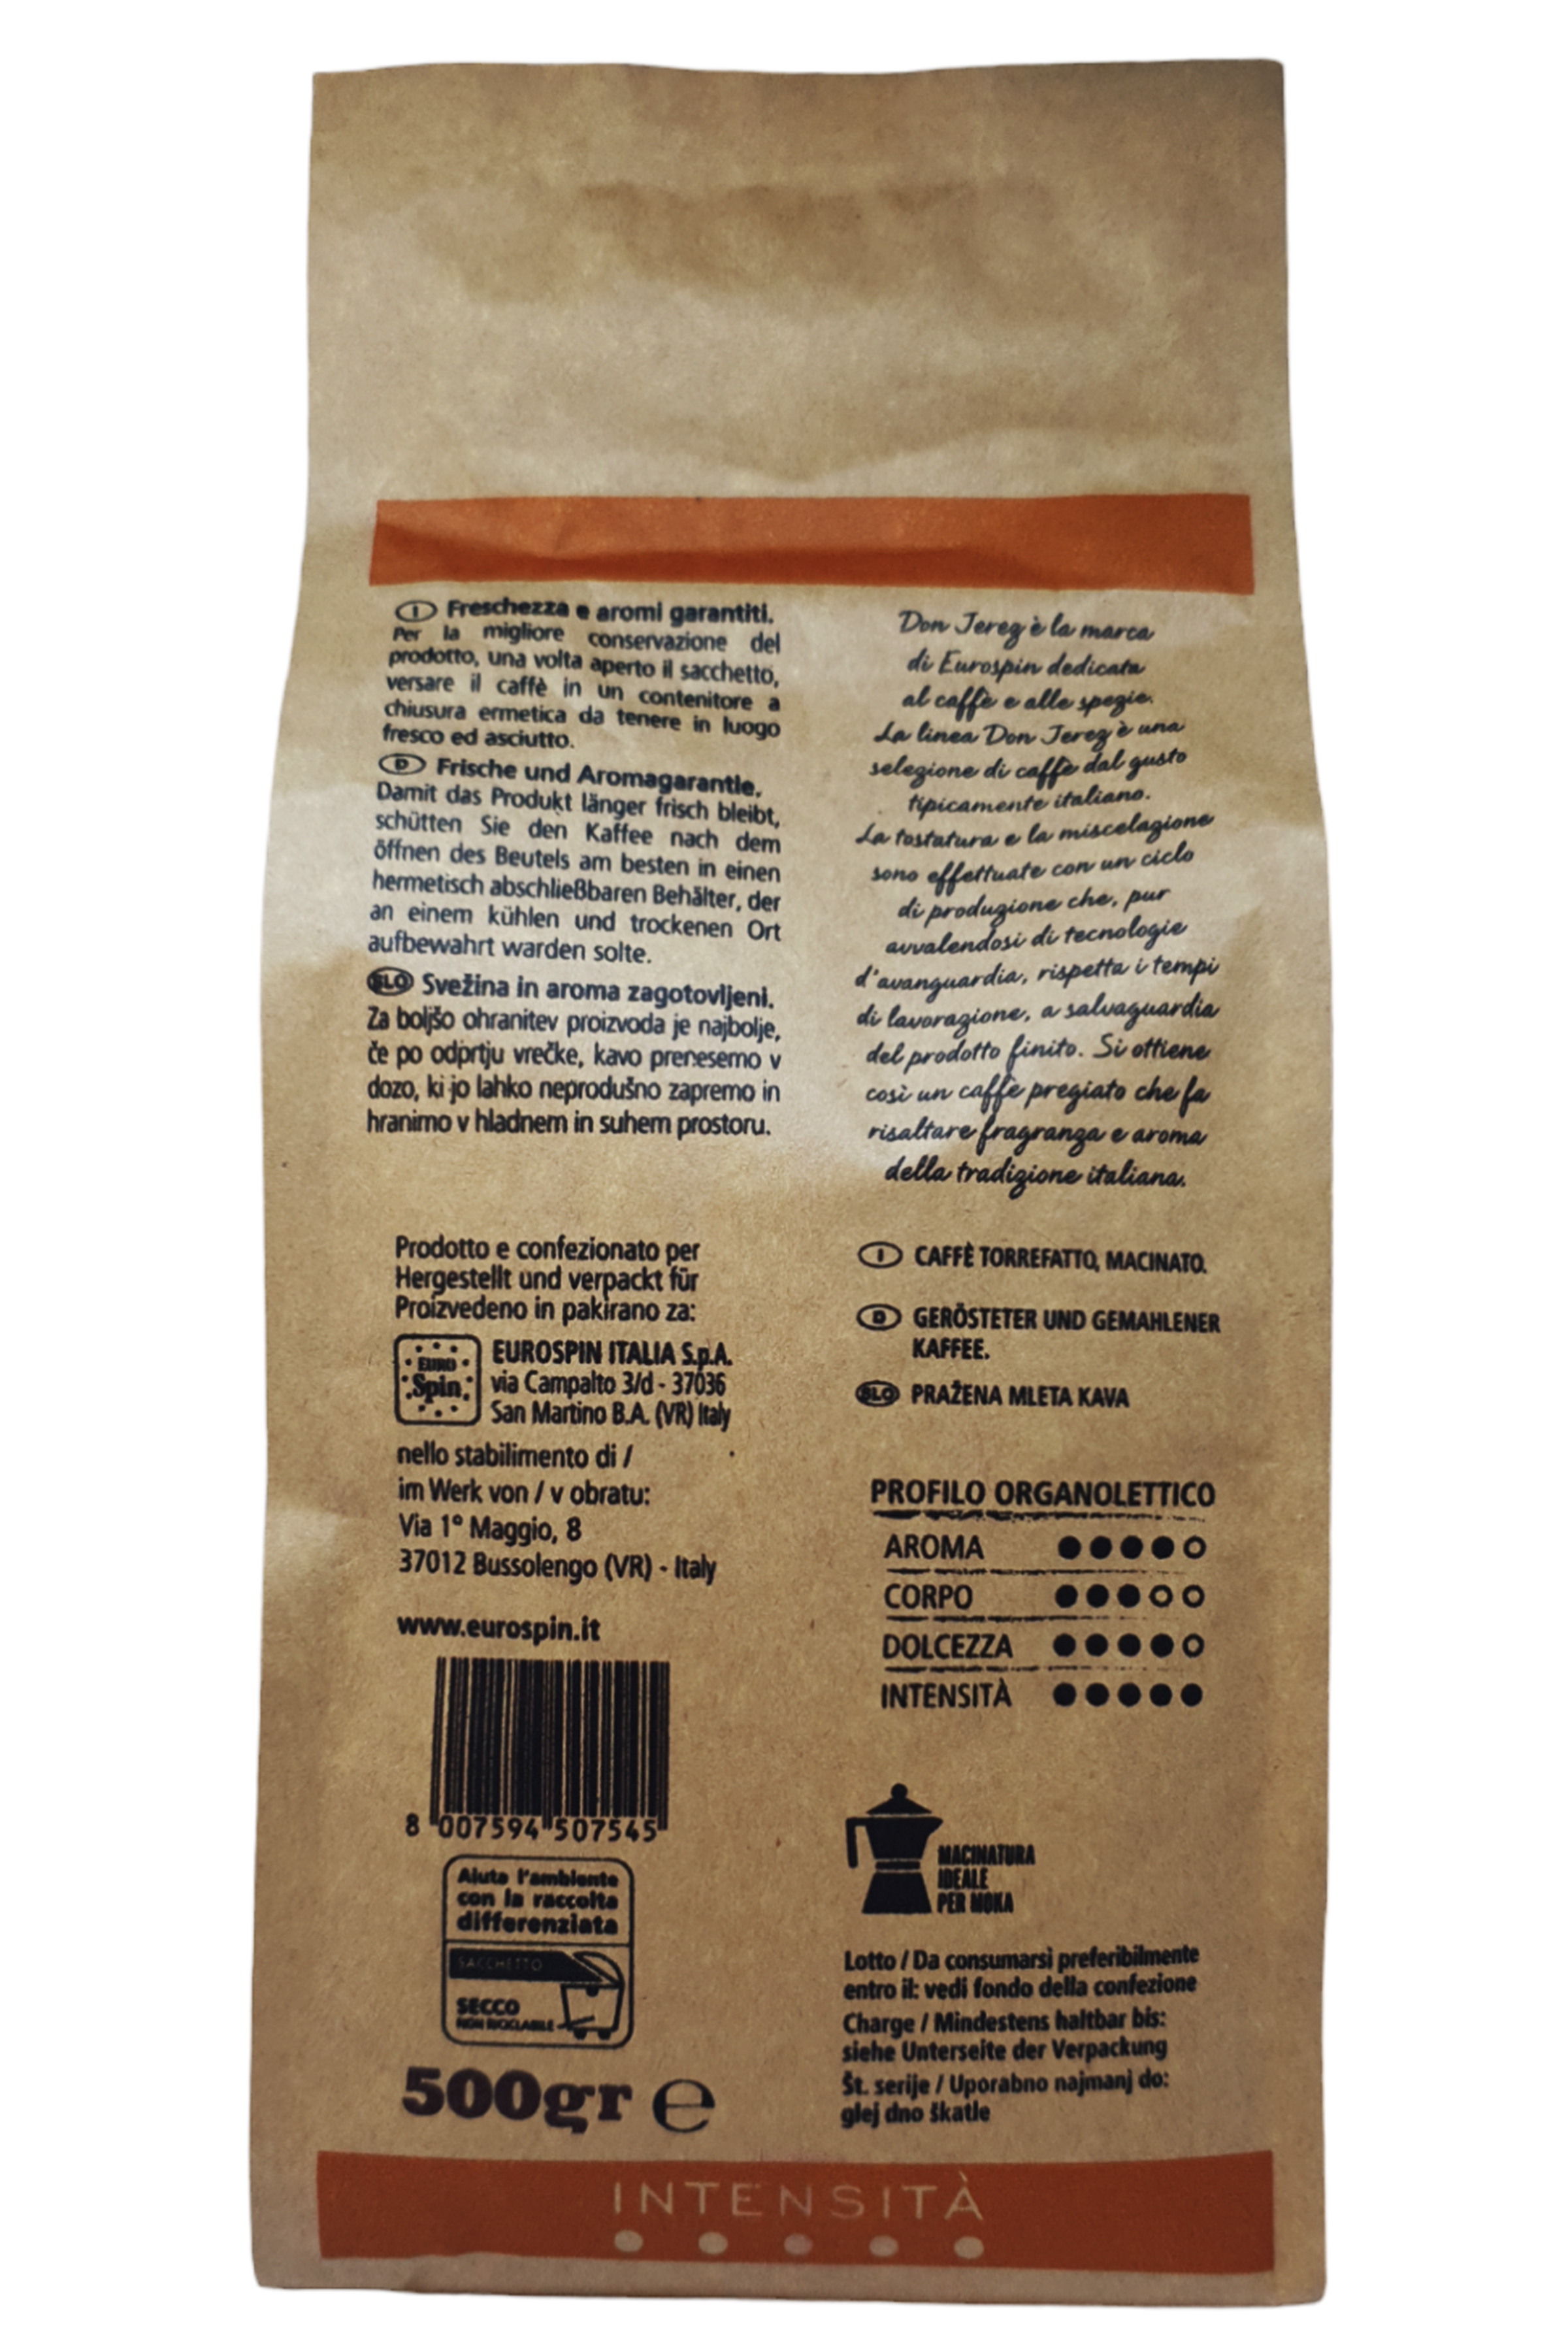 I Freschezza e aromi garantiti.
Per la migliore conservazione del
prodotto, una volta aperto il sacchetto,
versare il caffè in un contenitore a
chiusura ermetica da tenere in luogo
fresco ed asciutto.
D Frische und Aromagarantie.
Damit das Produkt länger frisch bleibt,
schütten Sie den Kaffee nach dem
öffnen des Beutels am besten in einen
hermetisch abschließbaren Behälter, der
an einem kühlen und trockenen Ort
aufbewahrt warden solte.
SLO Svežina in aroma zagotovljeni.
Za boljšo ohranitev proizvoda je najbolje,
če po odprtju vrečke, kavo prenesemo v
dozo, ki jo lahko neprodušno zapremo in
hranimo v hladnem in suhem prostoru.
Don Jerez è la marca
di Eurospin dedicata
al caffè e alle spezie.
La linea Don Jerez è una
selezione di caffè dal gusto
tipicamente italiano.
La tostatura e la miscelazione
sono effettuate con un ciclo
di produzione che, pur
avvalendosi di tecnologie
d'avanguardia, rispetta i tempi
di lavorazione, a salvaguardia
del prodotto finito. Si ottiene
così un caffè pregiato che fa
risaltare fragranza e aroma
della tradizione italiana.
Prodotto e confezionato per
Hergestellt und verpackt für
Proizvedeno in pakirano za:
EURO
Spin
EUROSPIN ITALIA S.p.A.
via Campalto 3/d - 37036
San Martino B.A. (VR) Italy
nello stabilimento di /
im Werk von / v obratu:
Via 1° Maggio, 8
37012 Bussolengo (VR) - Italy
www.eurospin.it
8 007594 507545
Aiuta l'ambiente
con la raccolta
differenziata
SACCHETTO
SECCO
NON RICICLABILE
500gr e
I CAFFÈ TORREFATTO, MACINATO.
D GERÖSTETER UND GEMAHLENER
KAFFEE.
SLO PRAŽENA MLETA KAVA
PROFILO ORGANOLETTICO
AROMA
CORPO
DOLCEZZA
INTENSITÀ
MACINATURA
IDEALE
PER MOKA
Lotto / Da consumarsi preferibilmente
entro il: vedi fondo della confezione
Charge / Mindestens haltbar bis:
siehe Unterseite der Verpackung
Št. serije / Uporabno najmanj do:
glej dno škatle
INTENSITÀ